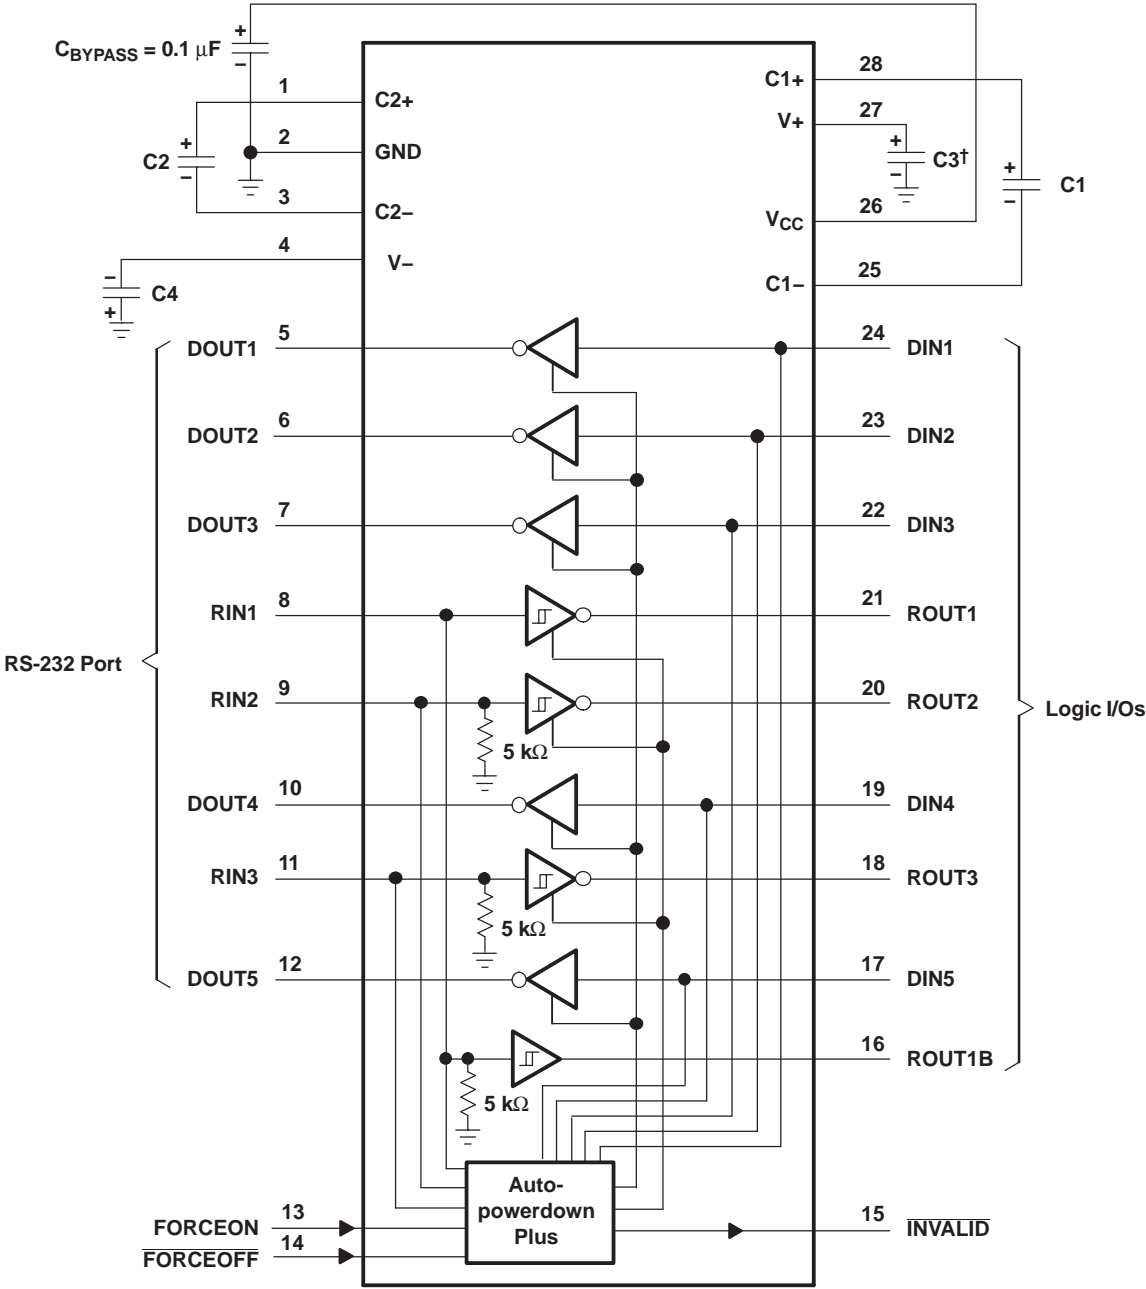 C_BYPASS = 0.1 μF
+
−
28
C1+
1
C2+
27
V+
+
C2
−
2
GND
+
C3†
−
+
C1
−
3
C2−
26
V_CC
4
V−
25
C1−
−
C4
+
DOUT1
5
24
DIN1
DOUT2
6
23
DIN2
DOUT3
7
22
DIN3
RIN1
8
21
ROUT1
RS-232 Port
RIN2
9
20
ROUT2
Logic I/Os
5 kΩ
DOUT4
10
19
DIN4
RIN3
11
18
ROUT3
5 kΩ
DOUT5
12
17
DIN5
16
ROUT1B
5 kΩ
Auto-
powerdown
Plus
FORCEON
13
15
I̅N̅V̅A̅L̅I̅D̅
F̅O̅R̅C̅E̅O̅F̅F̅
14